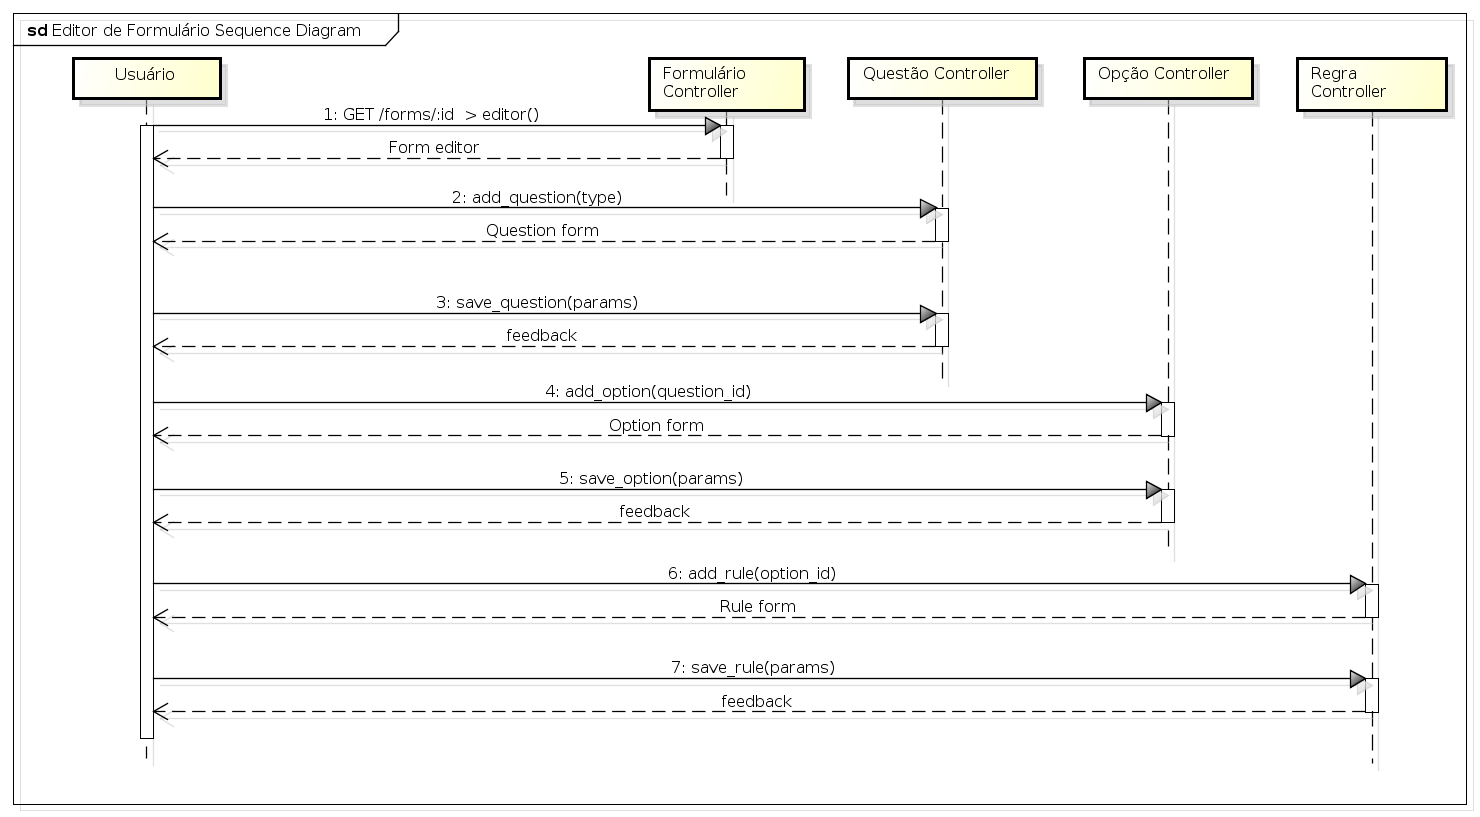 sd Editor de Formulário Sequence Diagram
Usuário
Formulário
Controller
Questão Controller
Opção Controller
Regra
Controller
1: GET /forms/:id  > editor()
Form editor
2: add_question(type)
Question form
3: save_question(params)
feedback
4: add_option(question_id)
Option form
5: save_option(params)
feedback
6: add_rule(option_id)
Rule form
7: save_rule(params)
feedback